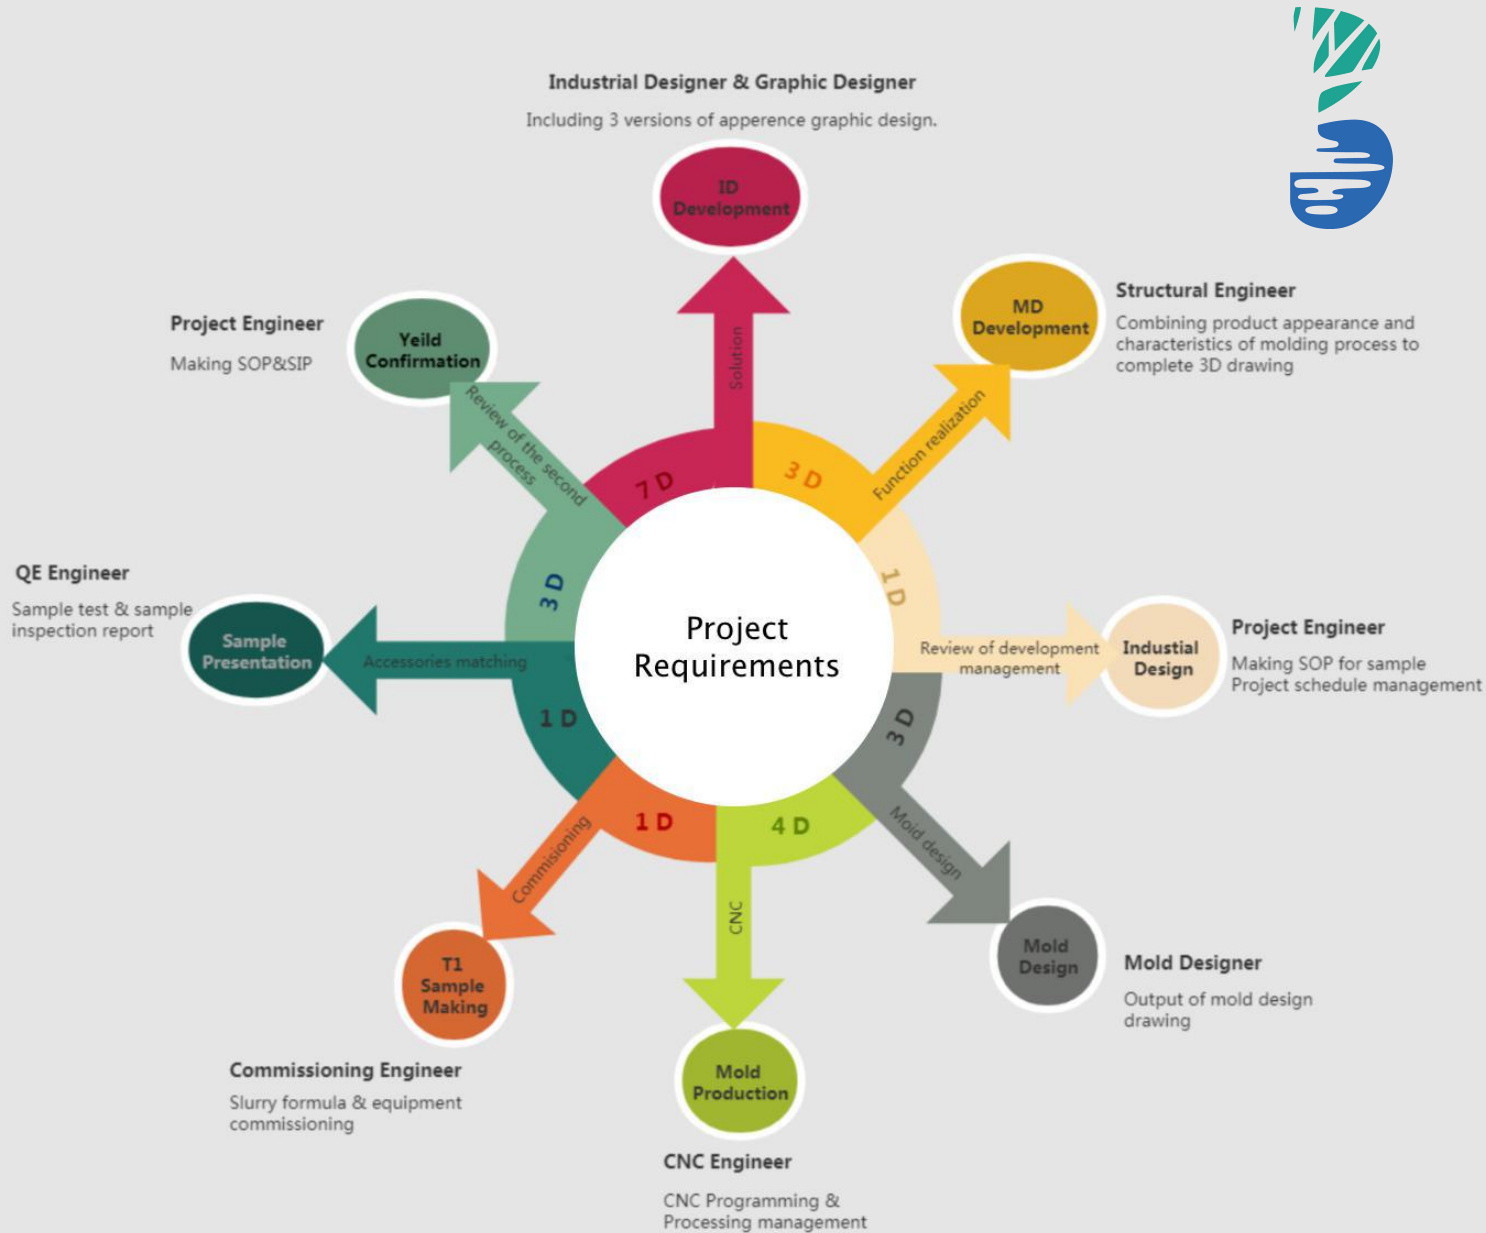 Industrial Designer & Graphic Designer
Including 3 versions of apperence graphic design.
ID
Development
Solution
7 D
MD
Development
Structural Engineer
Combining product appearance and
characteristics of molding process to
complete 3D drawing
Function realization
3 D
Project Engineer
Making SOP for sample
Project schedule management
Industial
Design
Review of development
management
1 D
Mold Designer
Output of mold design
drawing
Mold
Design
Moid design
3 D
Mold
Production
CNC Engineer
CNC Programming &
Processing management
CNC
4 D
T1
Sample
Making
Commissioning Engineer
Slurry formula & equipment
commissioning
Commisioning
1 D
QE Engineer
Sample test & sample
inspection report
Sample
Presentation
Accessories matching
1 D
Project Engineer
Making SOP&SIP
Yeild
Confirmation
Review of the second
process
3 D
Project
Requirements